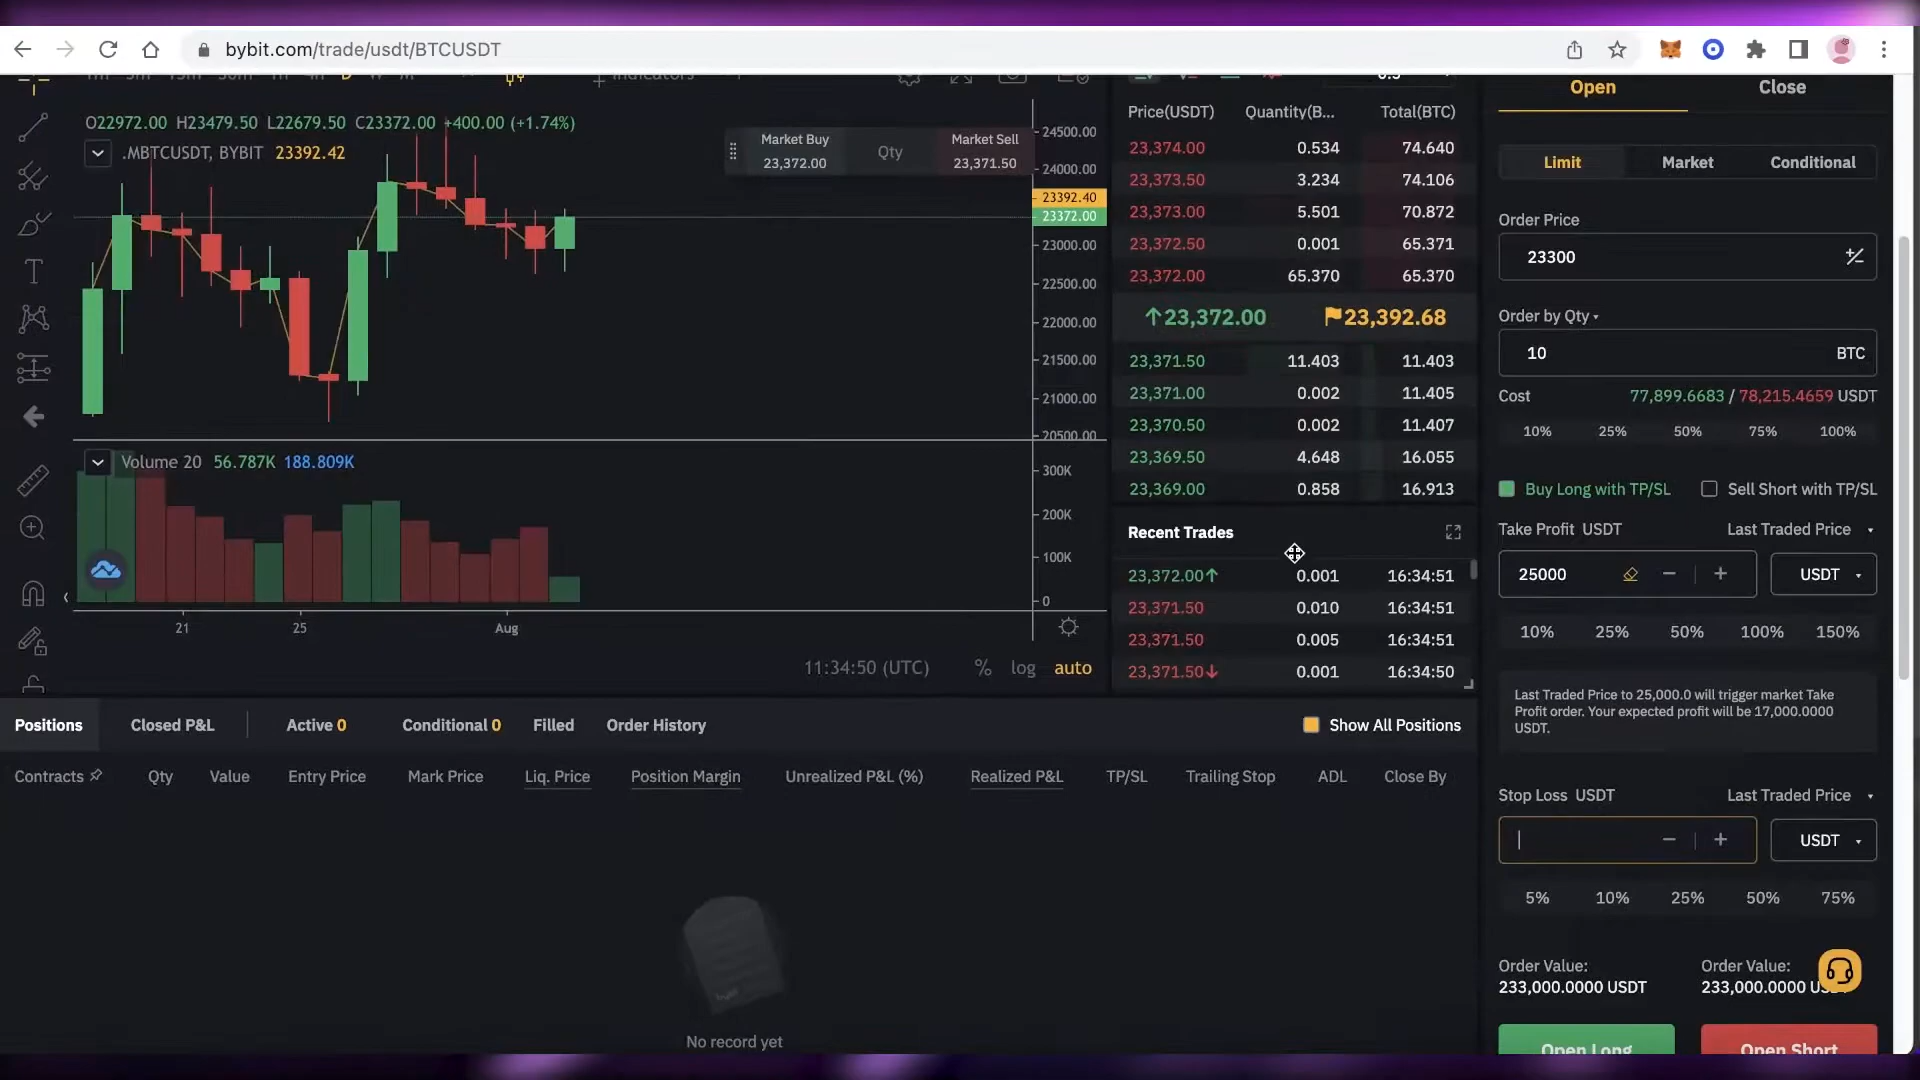 bybit.com/trade/usdt/BTCUSDT
Indicators
O22972.00 H23479.50 L22679.50 C23372.00 +400.00 (+1.74%)
.MBTCUSDT, BYBIT 23392.42
Market Buy
23,372.00
Qty
Market Sell
23,371.50
24500.00
24000.00
23392.40
23372.00
23000.00
22500.00
22000.00
21500.00
21000.00
20500.00
Volume 20 56.787K 188.809K
300K
200K
100K
0
21 25 Aug
11:34:50 (UTC) % log auto
Price(USDT) Quantity(B... Total(BTC)
23,374.00 0.534 74.640
23,373.50 3.234 74.106
23,373.00 5.501 70.872
23,372.50 0.001 65.371
23,372.00 65.370 65.370
↑23,372.00 23,392.68
23,371.50 11.403 11.403
23,371.00 0.002 11.405
23,370.50 0.002 11.407
23,369.50 4.648 16.055
23,369.00 0.858 16.913
Recent Trades
23,372.00↑ 0.001 16:34:51
23,371.50 0.010 16:34:51
23,371.50 0.005 16:34:51
23,371.50↓ 0.001 16:34:50
Open Close
Limit Market Conditional
Order Price
23300
Order by Qty
10 BTC
Cost 77,899.6683 / 78,215.4659 USDT
10% 25% 50% 75% 100%
Buy Long with TP/SL Sell Short with TP/SL
Take Profit USDT Last Traded Price
25000 − + USDT
10% 25% 50% 100% 150%
Last Traded Price to 25,000.0 will trigger market Take
Profit order. Your expected profit will be 17,000.0000
USDT.
Stop Loss USDT Last Traded Price
− + USDT
5% 10% 25% 50% 75%
Order Value: Order Value:
233,000.0000 USDT 233,000.0000
Open Long Open Short
Positions Closed P&L Active 0 Conditional 0 Filled Order History Show All Positions
Contracts Qty Value Entry Price Mark Price Liq. Price Position Margin Unrealized P&L (%) Realized P&L TP/SL Trailing Stop ADL Close By
No record yet